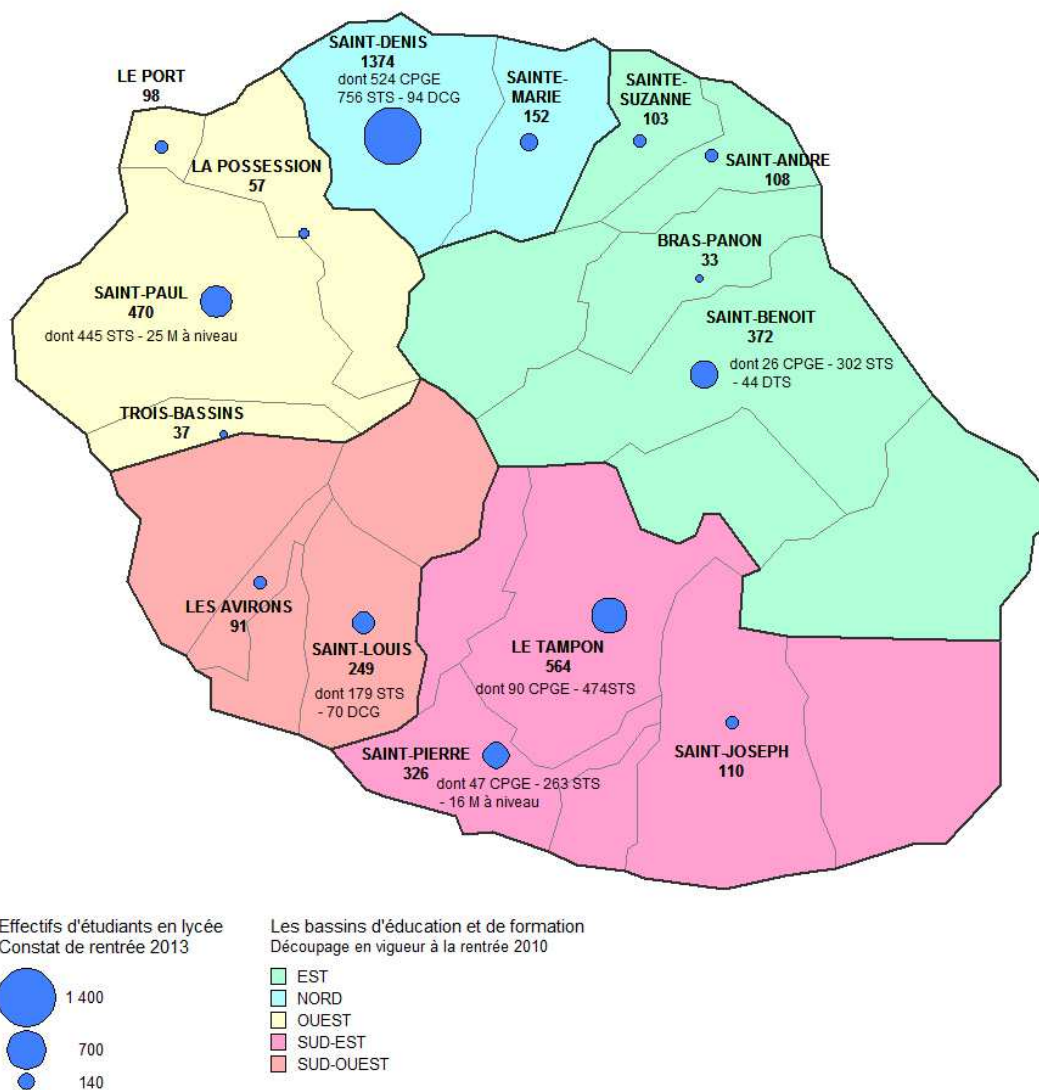 SAINT-DENIS
1374
dont 524 CPGE
756 STS - 94 DCG
LE PORT
98
SAINTE-
MARIE
152
SAINTE-
SUZANNE
103
LA POSSESSION
57
SAINT-ANDRE
108
BRAS-PANON
33
SAINT-PAUL
470
dont 445 STS - 25 M à niveau
SAINT-BENOIT
372
dont 26 CPGE - 302 STS
- 44 DTS
TROIS-BASSINS
37
LES AVIRONS
91
SAINT-LOUIS
249
dont 179 STS
- 70 DCG
LE TAMPON
564
dont 90 CPGE - 474STS
SAINT-PIERRE
326
dont 47 CPGE - 263 STS
- 16 M à niveau
SAINT-JOSEPH
110
Effectifs d'étudiants en lycée
Constat de rentrée 2013
1 400
700
140
Les bassins d'éducation et de formation
Découpage en vigueur à la rentrée 2010
EST
NORD
OUEST
SUD-EST
SUD-OUEST